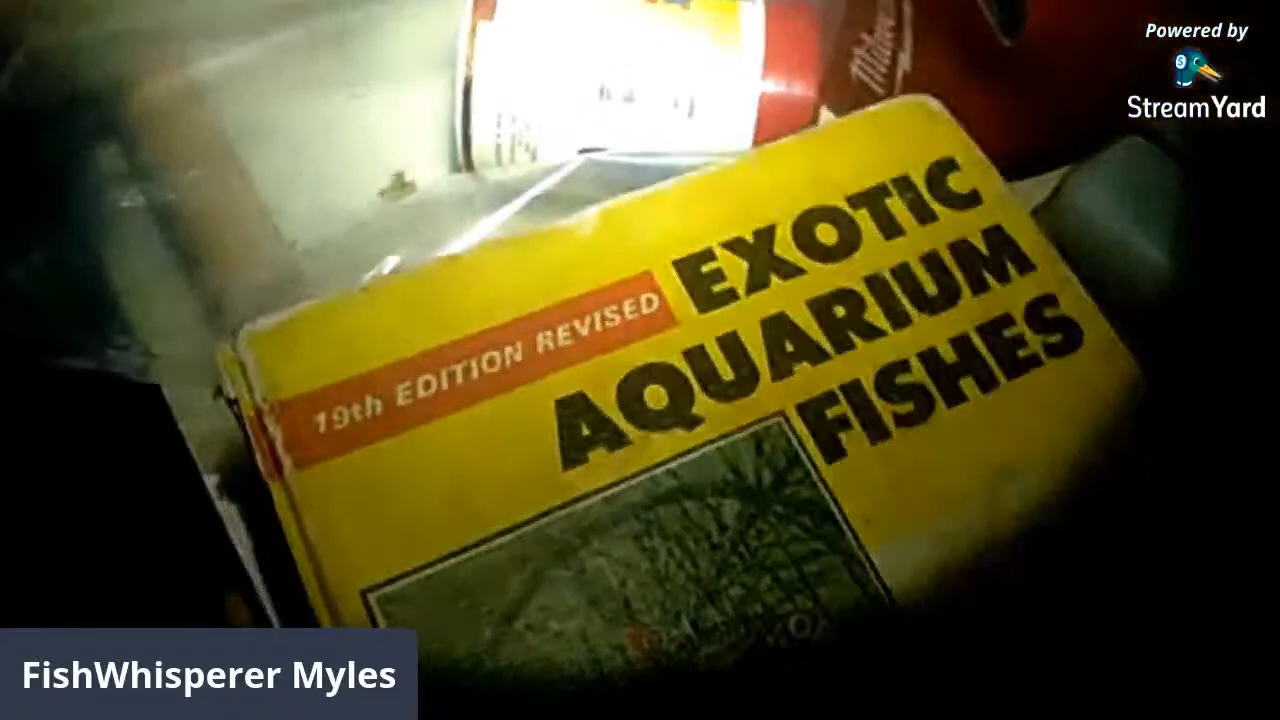 Powered by
StreamYard
EXOTIC
19th EDITION REVISED
AQUARIUM
FISHES
FishWhisperer Myles